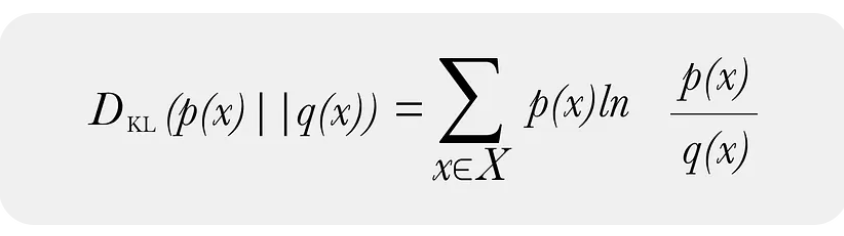 D_KL (p(x) | | q(x)) = ∑_{x∈X} p(x) ln p(x)/q(x)